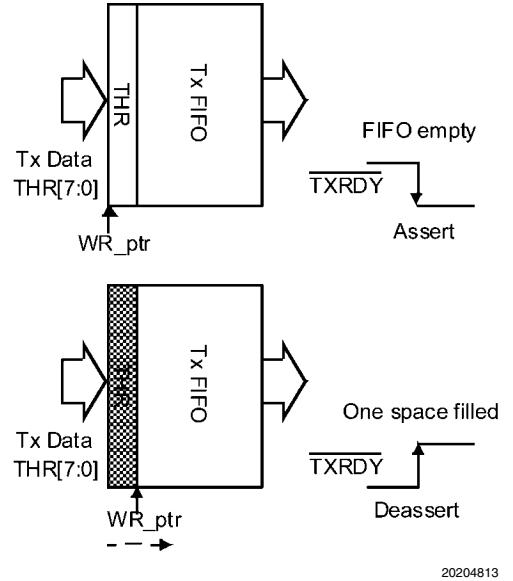 THR
Tx FIFO
Tx Data
THR[7:0]
WR_ptr
FIFO empty
TXRDY
Assert
THR
Tx FIFO
Tx Data
THR[7:0]
WR_ptr
One space filled
TXRDY
Deassert
20204813